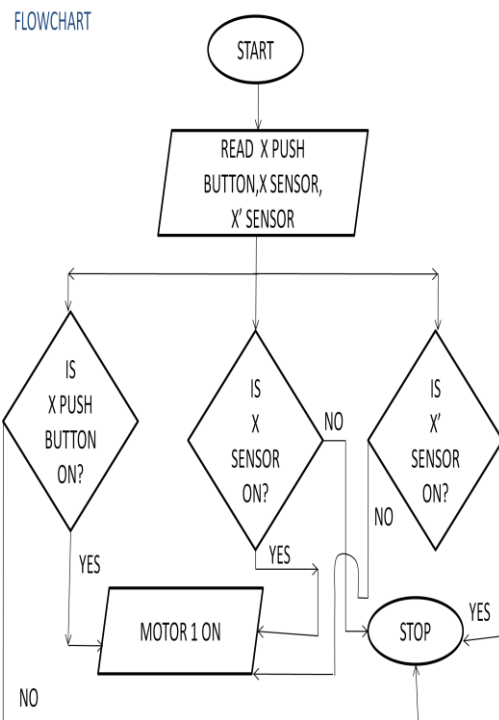 FLOWCHART
START
READ X PUSH
BUTTON,X SENSOR,
X' SENSOR
IS
X PUSH
BUTTON
ON?
IS
X
SENSOR
ON?
NO
IS
X'
SENSOR
ON?
NO
YES
YES
MOTOR 1 ON
STOP
YES
NO